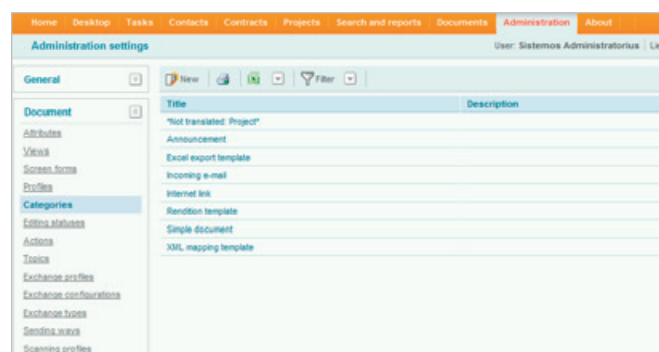 Home Desktop Tasks Contacts Contracts Projects Search and reports Documents Administration About
Administration settings
User: Sistemos Administratorius
General
New Filter
Document
Title Description
*Not translated: Project*
Attributes
Announcement
Views
Excel export template
Screen forms
Incoming e-mail
Profiles
Internet link
Categories
Rendition template
Editing statuses
Simple document
Actions
XML mapping template
Topics
Exchange profiles
Exchange configurations
Exchange types
Sending ways
Scanning profiles